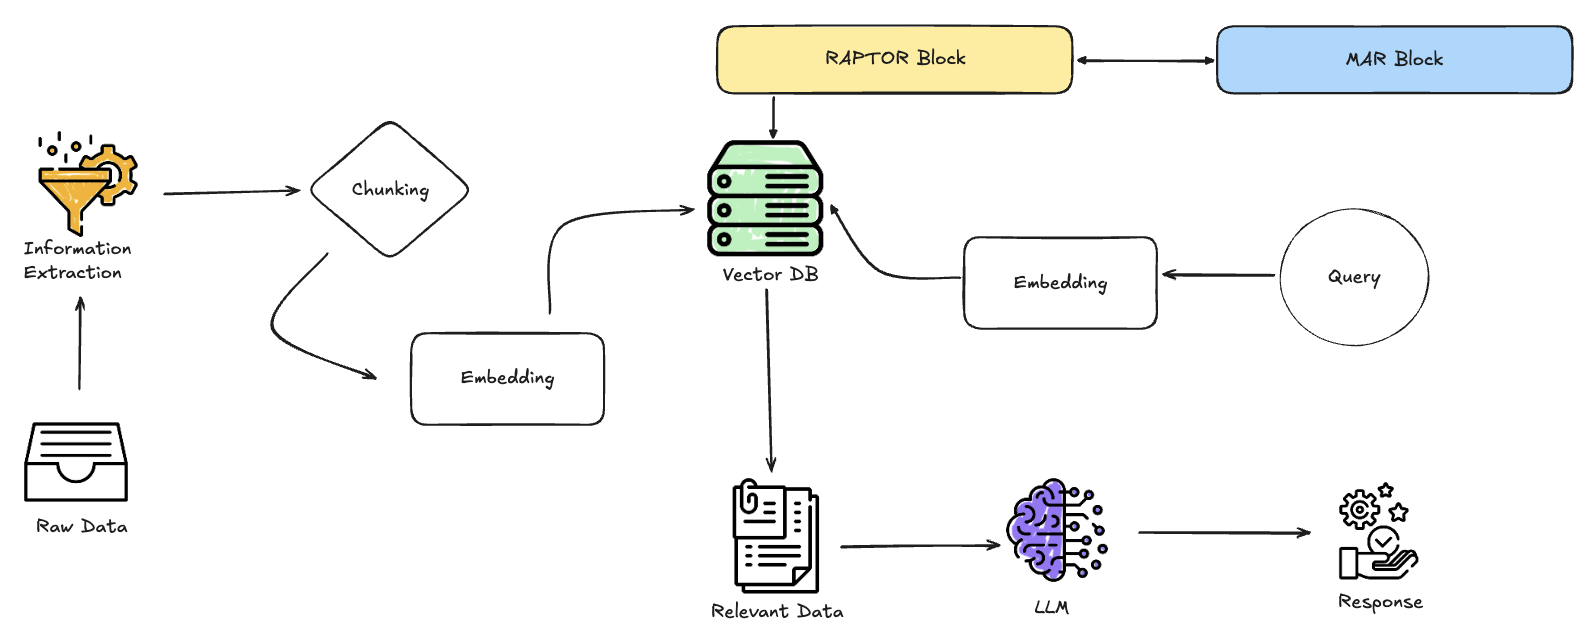 RAPTOR Block
MAR Block
Chunking
Information
Extraction
Vector DB
Embedding
Query
Embedding
Raw Data
Relevant Data
LLM
Response